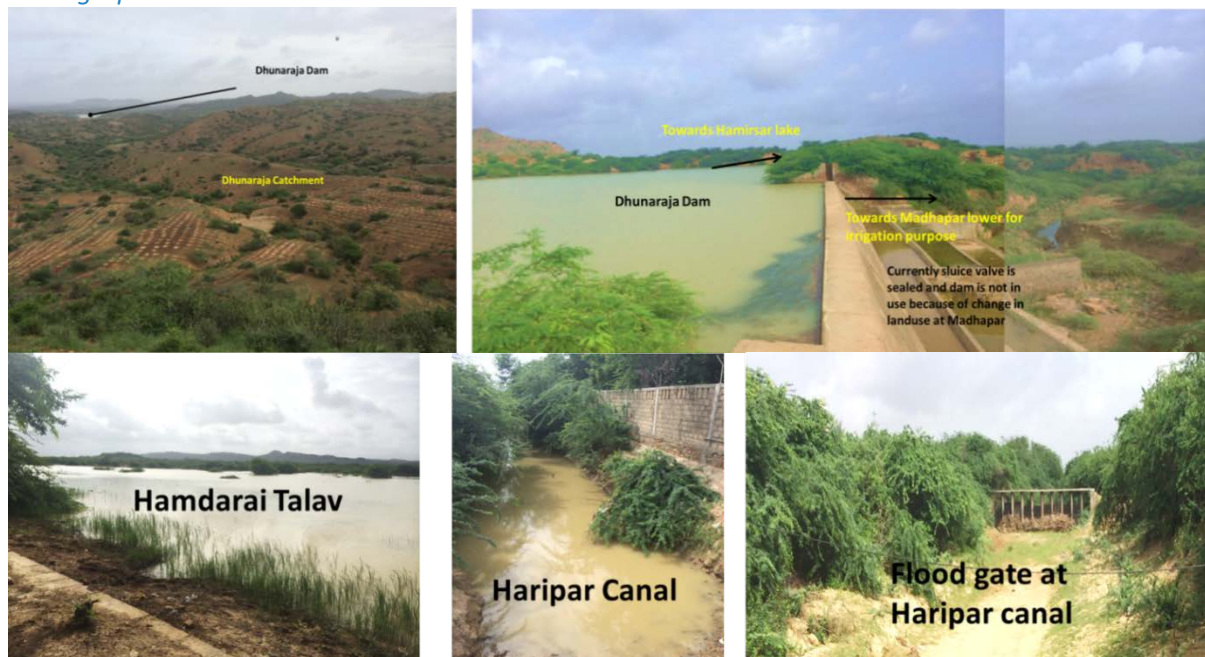 Dhunaraja Dam
Dhunaraja Catchment
Towards Hamirsar lake
Dhunaraja Dam
Towards Madhapar lower for
irrigation purpose
Currently sluice valve is
sealed and dam is not in
use because of change in
landuse at Madhapar
Hamdarai Talav
Haripar Canal
Flood gate at
Haripar canal